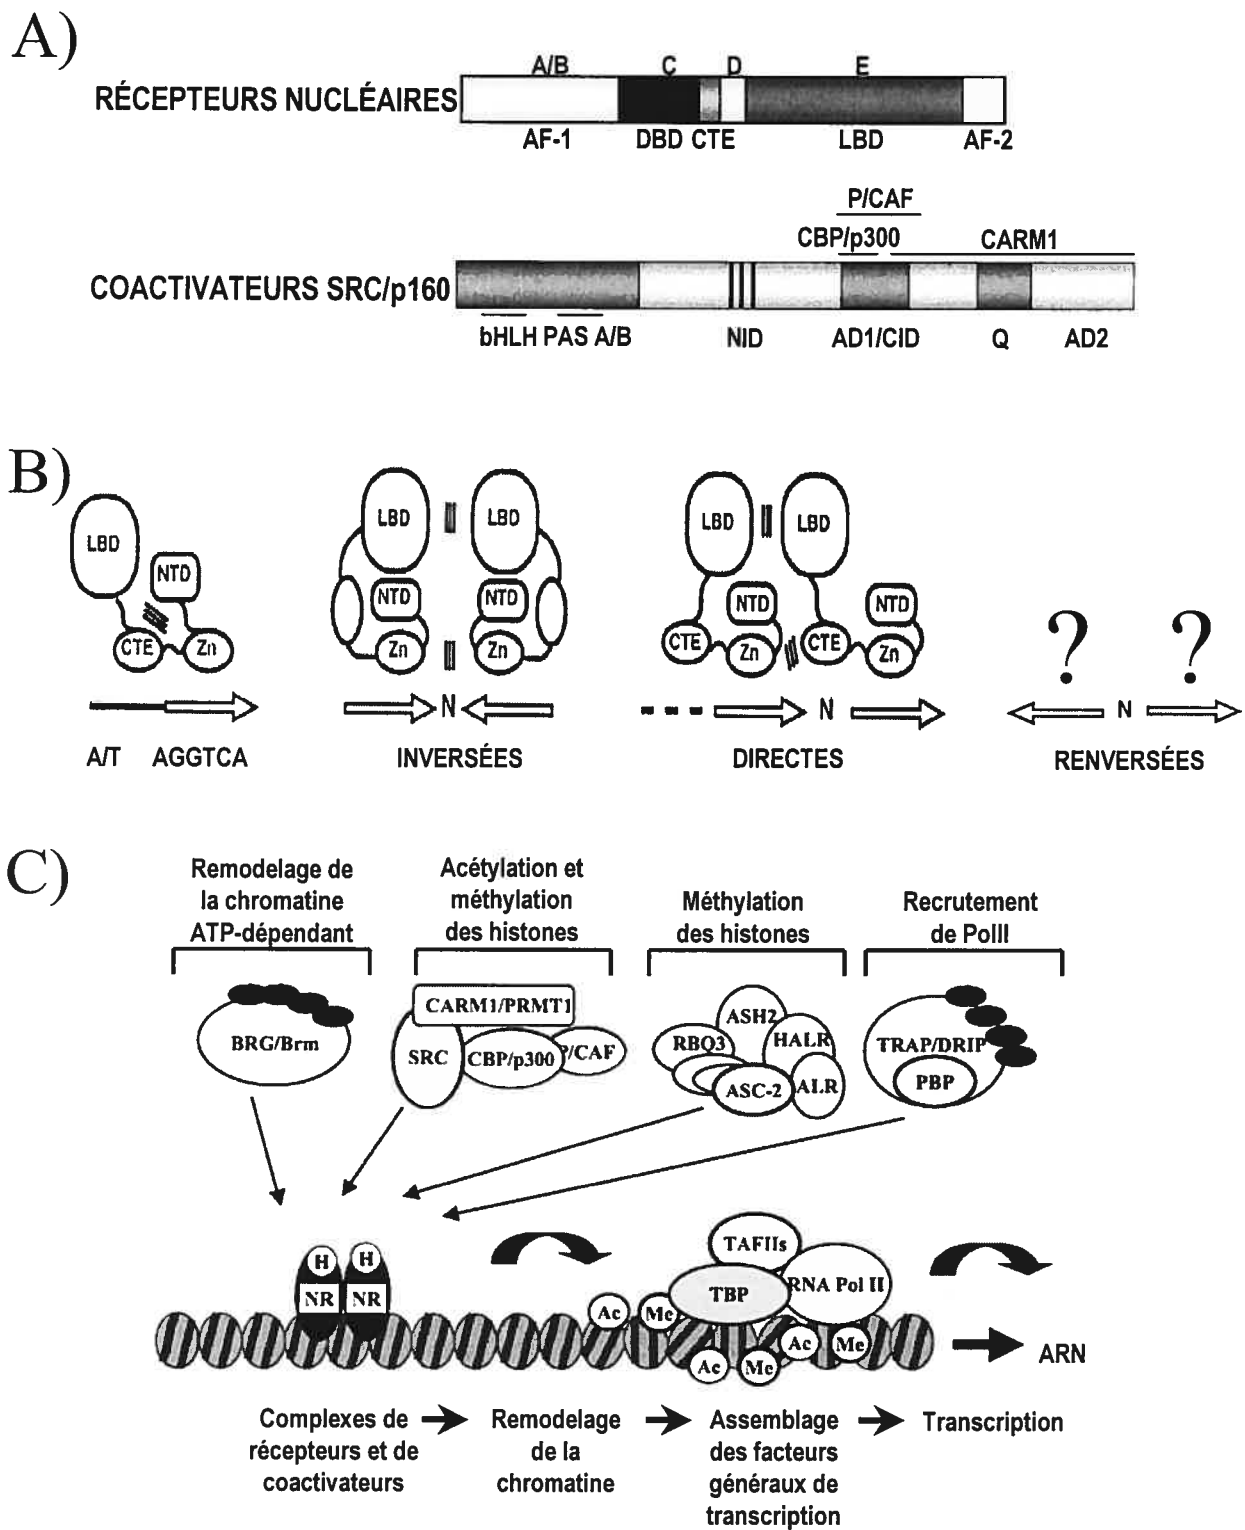 A)
A/B C D E
RÉCEPTEURS NUCLÉAIRES
AF-1 DBD CTE LBD AF-2
P/CAF
CBP/p300 CARM1
COACTIVATEURS SRC/p160
bHLH PAS A/B NID AD1/CID Q AD2
B)
LBD NTD CTE Zn
LBD LBD
NTD NTD
Zn Zn
LBD LBD
NTD NTD
CTE Zn CTE Zn
? ?
N N N
A/T AGGTCA INVERSÉES DIRECTES RENVERSÉES
C)
Remodelage de
la chromatine
ATP-dépendant
Acétylation et
méthylation
des histones
Méthylation
des histones
Recrutement
de PolII
BRG/Brm
CARM1/PRMT1
SRC CBP/p300 P/CAF
ASH2
RBQ3 HALR
ASC-2 ALR
TRAP/DRIP
PBP
H H
NR NR
TAFIIs
TBP RNA Pol II
Ac Me
Ac Me Ac Me
ARN
Complexes de
récepteurs et de
coactivateurs
Remodelage
de la
chromatine
Assemblage
des facteurs
généraux de
transcription
Transcription